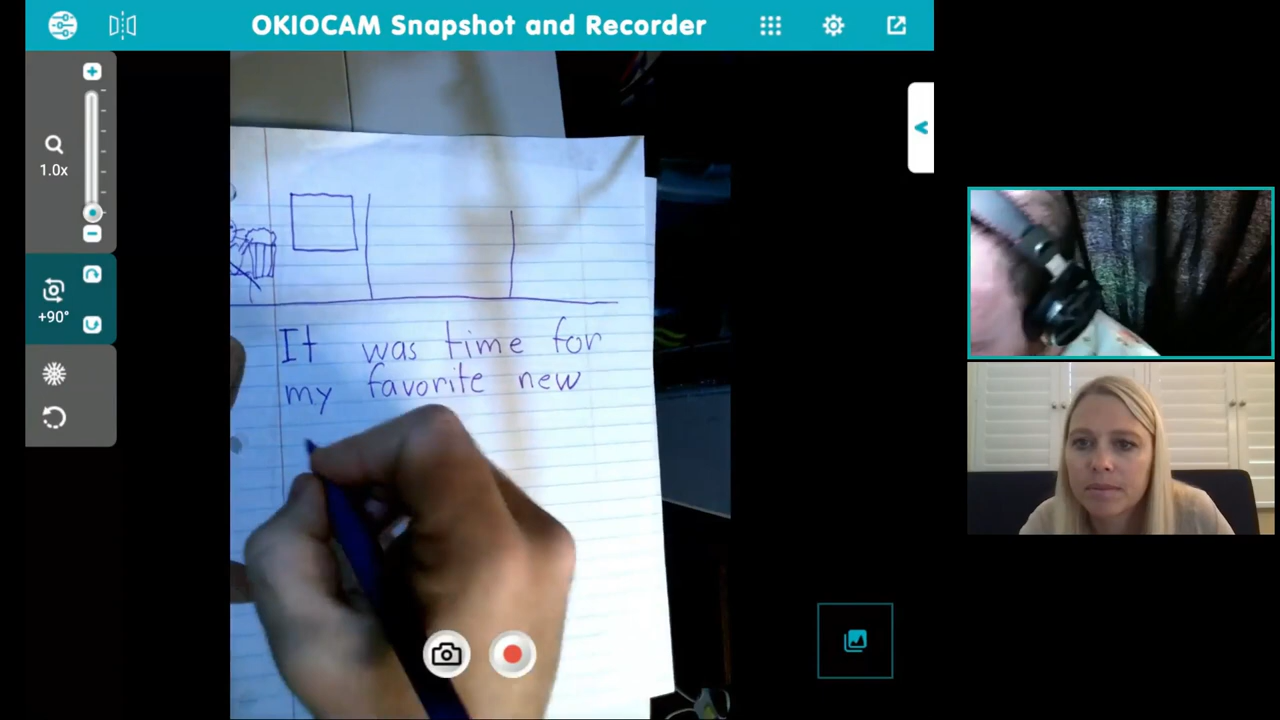 OKIOCAM Snapshot and Recorder
1.0x
+90°
It was time for
my favorite new